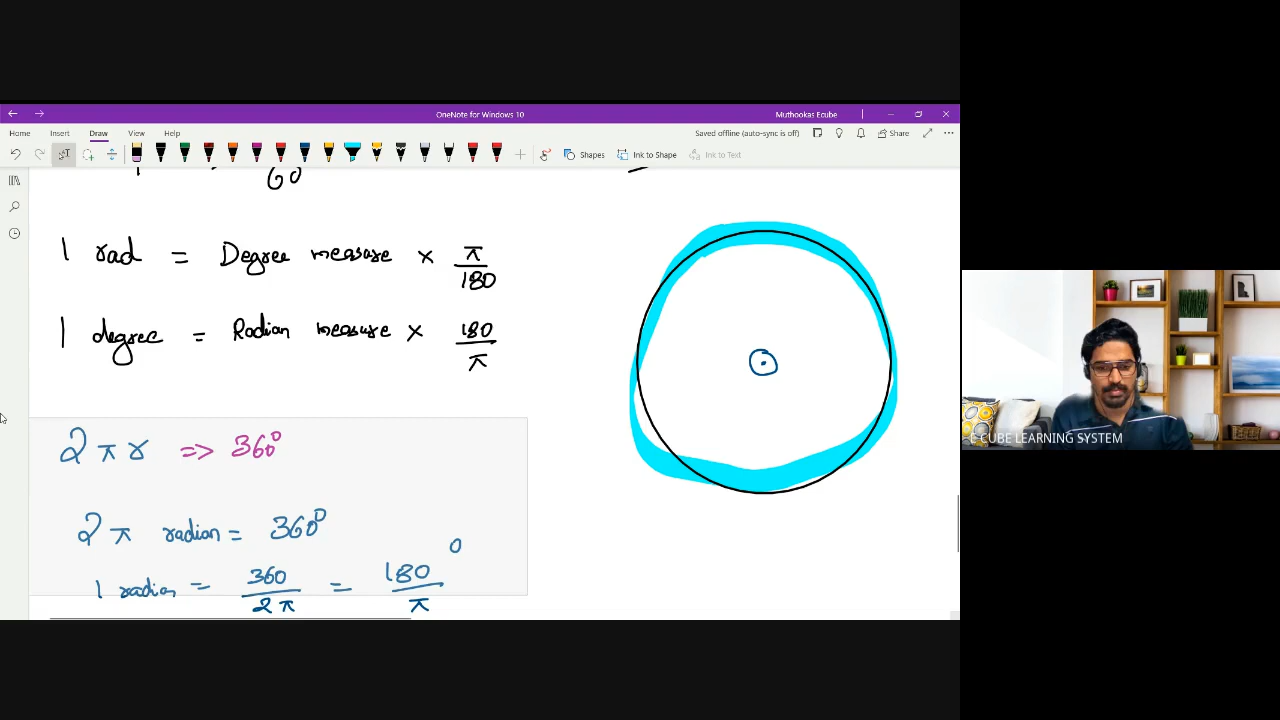 OneNote for Windows 10
Muthookas Ecube
Home Insert Draw View Help
Saved offline (auto-sync is off)
Share
Shapes
Ink to Shape
Ink to Text
60
1 rad = Degree measure × π/180
1 degree = Radian measure × 180/π
2πr => 360°
2π radian = 360°
1 radian = 360/2π = 180°/π
E CUBE LEARNING SYSTEM